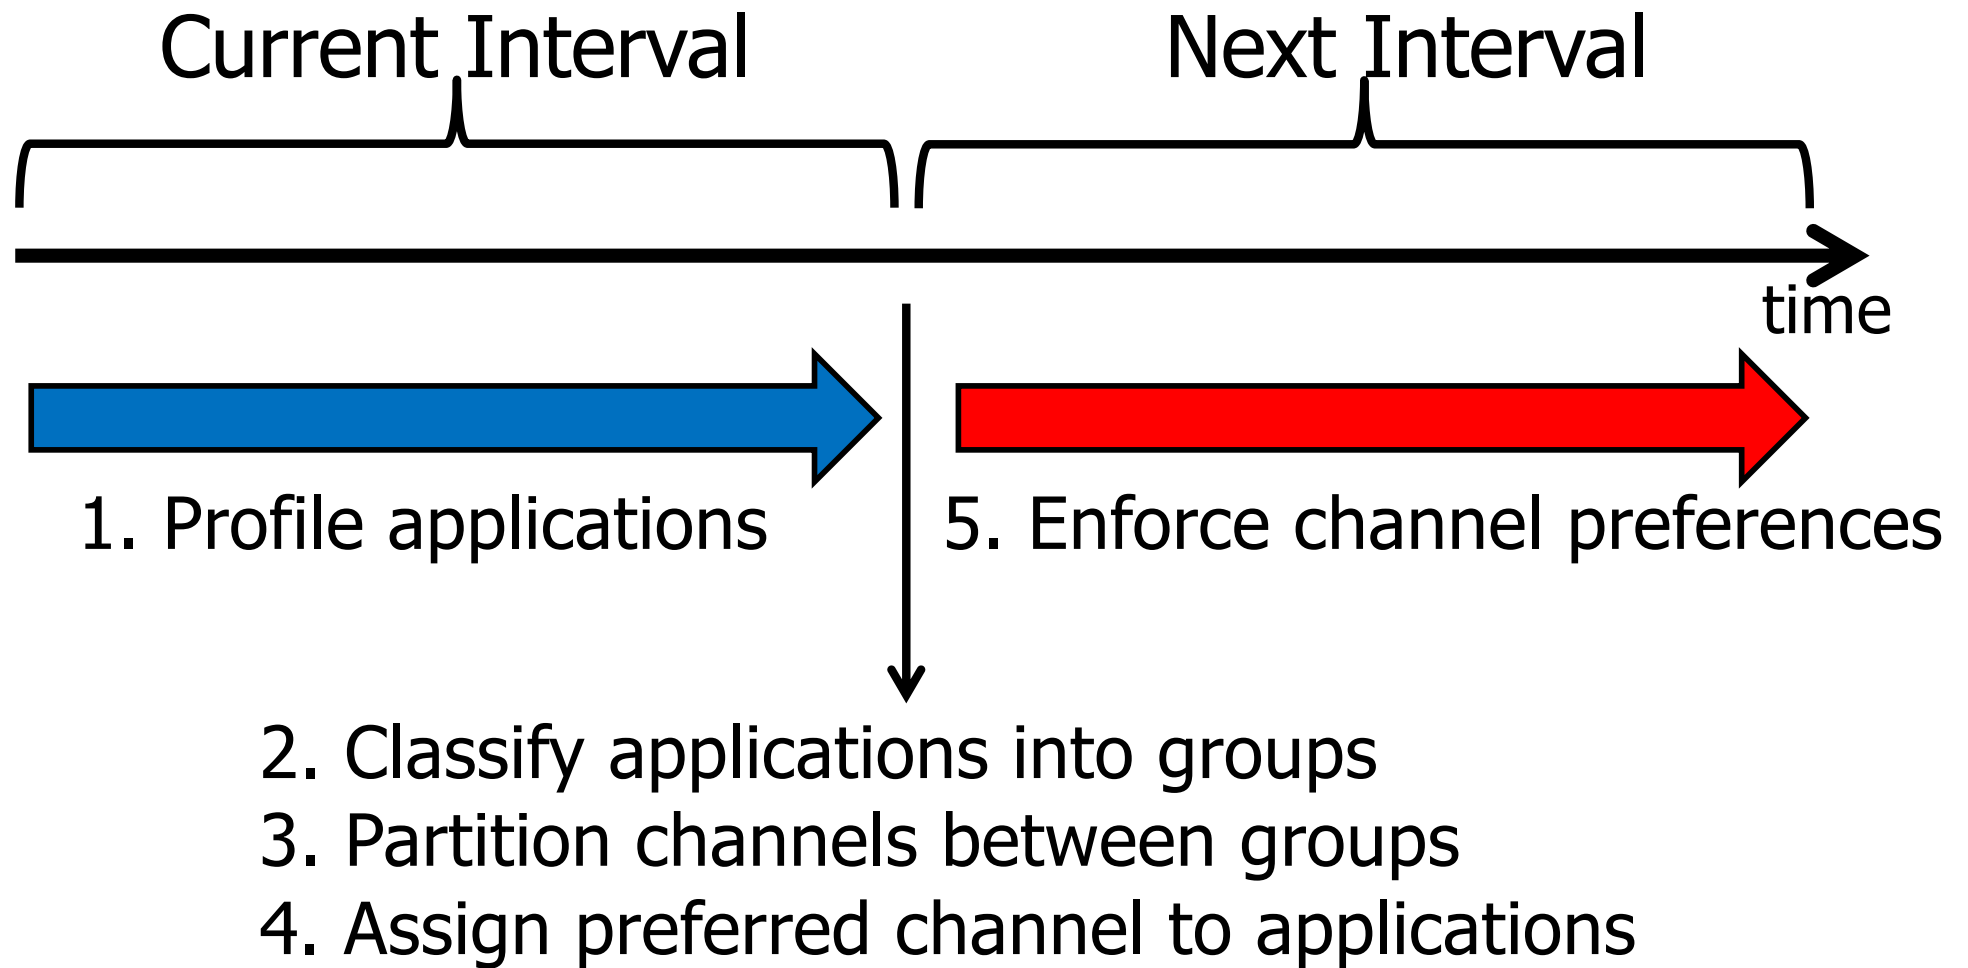 Current Interval
Next Interval
time
1. Profile applications
5. Enforce channel preferences
2. Classify applications into groups
3. Partition channels between groups
4. Assign preferred channel to applications